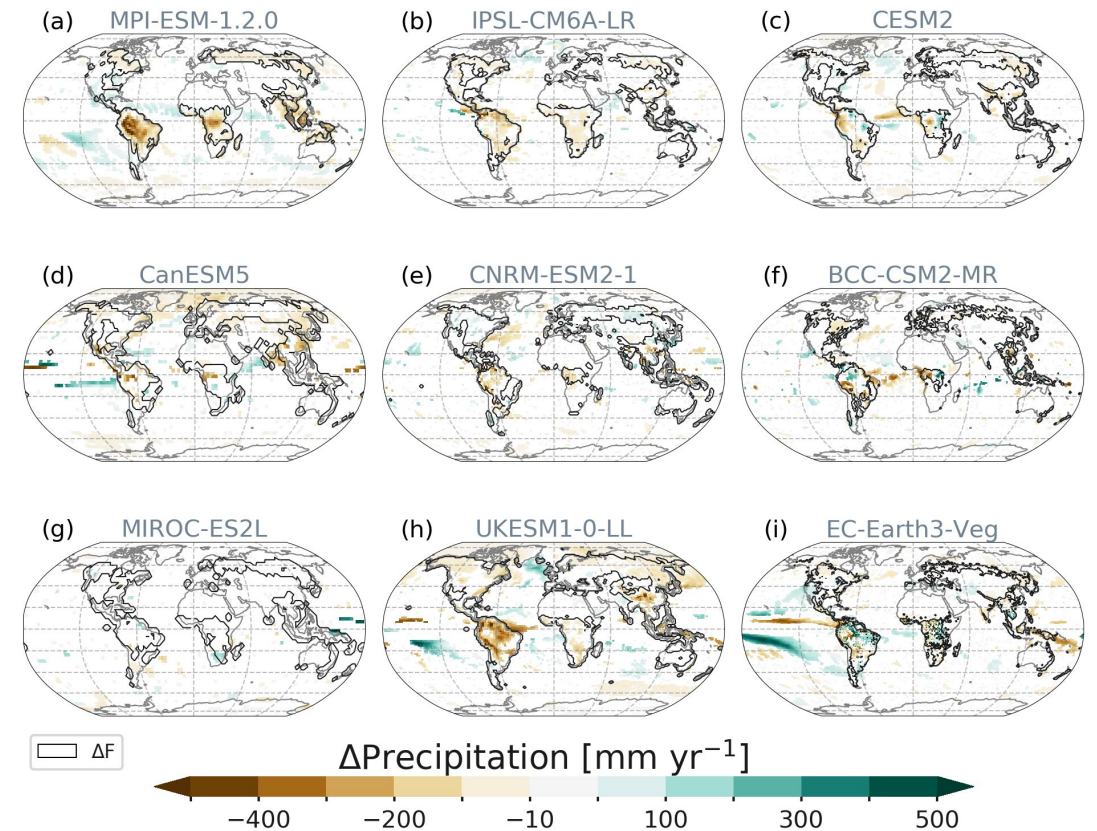 (a) MPI-ESM-1.2.0
(b) IPSL-CM6A-LR
(c) CESM2
(d) CanESM5
(e) CNRM-ESM2-1
(f) BCC-CSM2-MR
(g) MIROC-ES2L
(h) UKESM1-0-LL
(i) EC-Earth3-Veg
ΔF
ΔPrecipitation [mm yr⁻¹]
−400 −200 −10 100 300 500